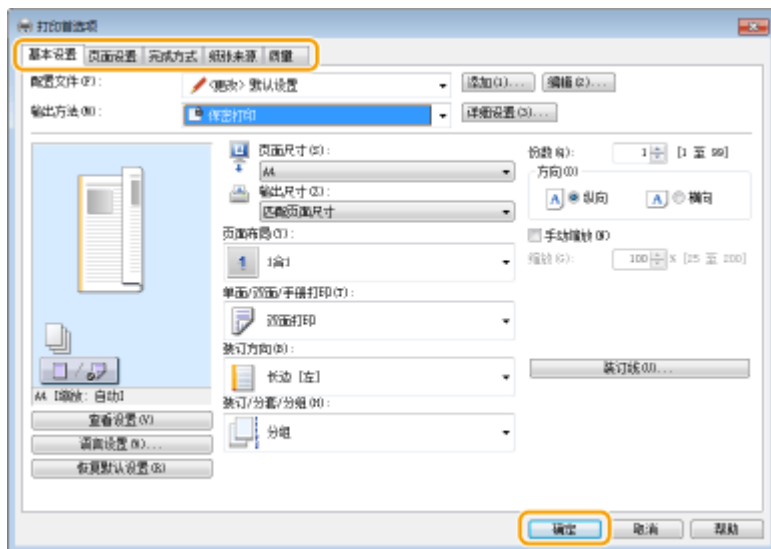 打印首选项
基本设置 页面设置 完成方式 纸张来源 质量
配置文件(F): <更改> 默认设置 添加(1)... 编辑(2)...
输出方法(M): 保密打印 详细设置(3)...
页面尺寸(S):
A4
输出尺寸(Z):
匹配页面尺寸
页面布局(Y):
1 1合1
单面/双面/手册打印(T):
双面打印
装订方向(B):
长边 [左]
装订/分套/分组(H):
分组
份数(Q): 1 [1 至 99]
方向(O)
A 纵向 A 横向
手动缩放(W)
缩放(G): 100 % [25 至 200]
装订线(U)...
A4 [缩放: 自动]
查看设置(V)
语言设置(N)...
恢复默认设置(R)
确定 取消 帮助